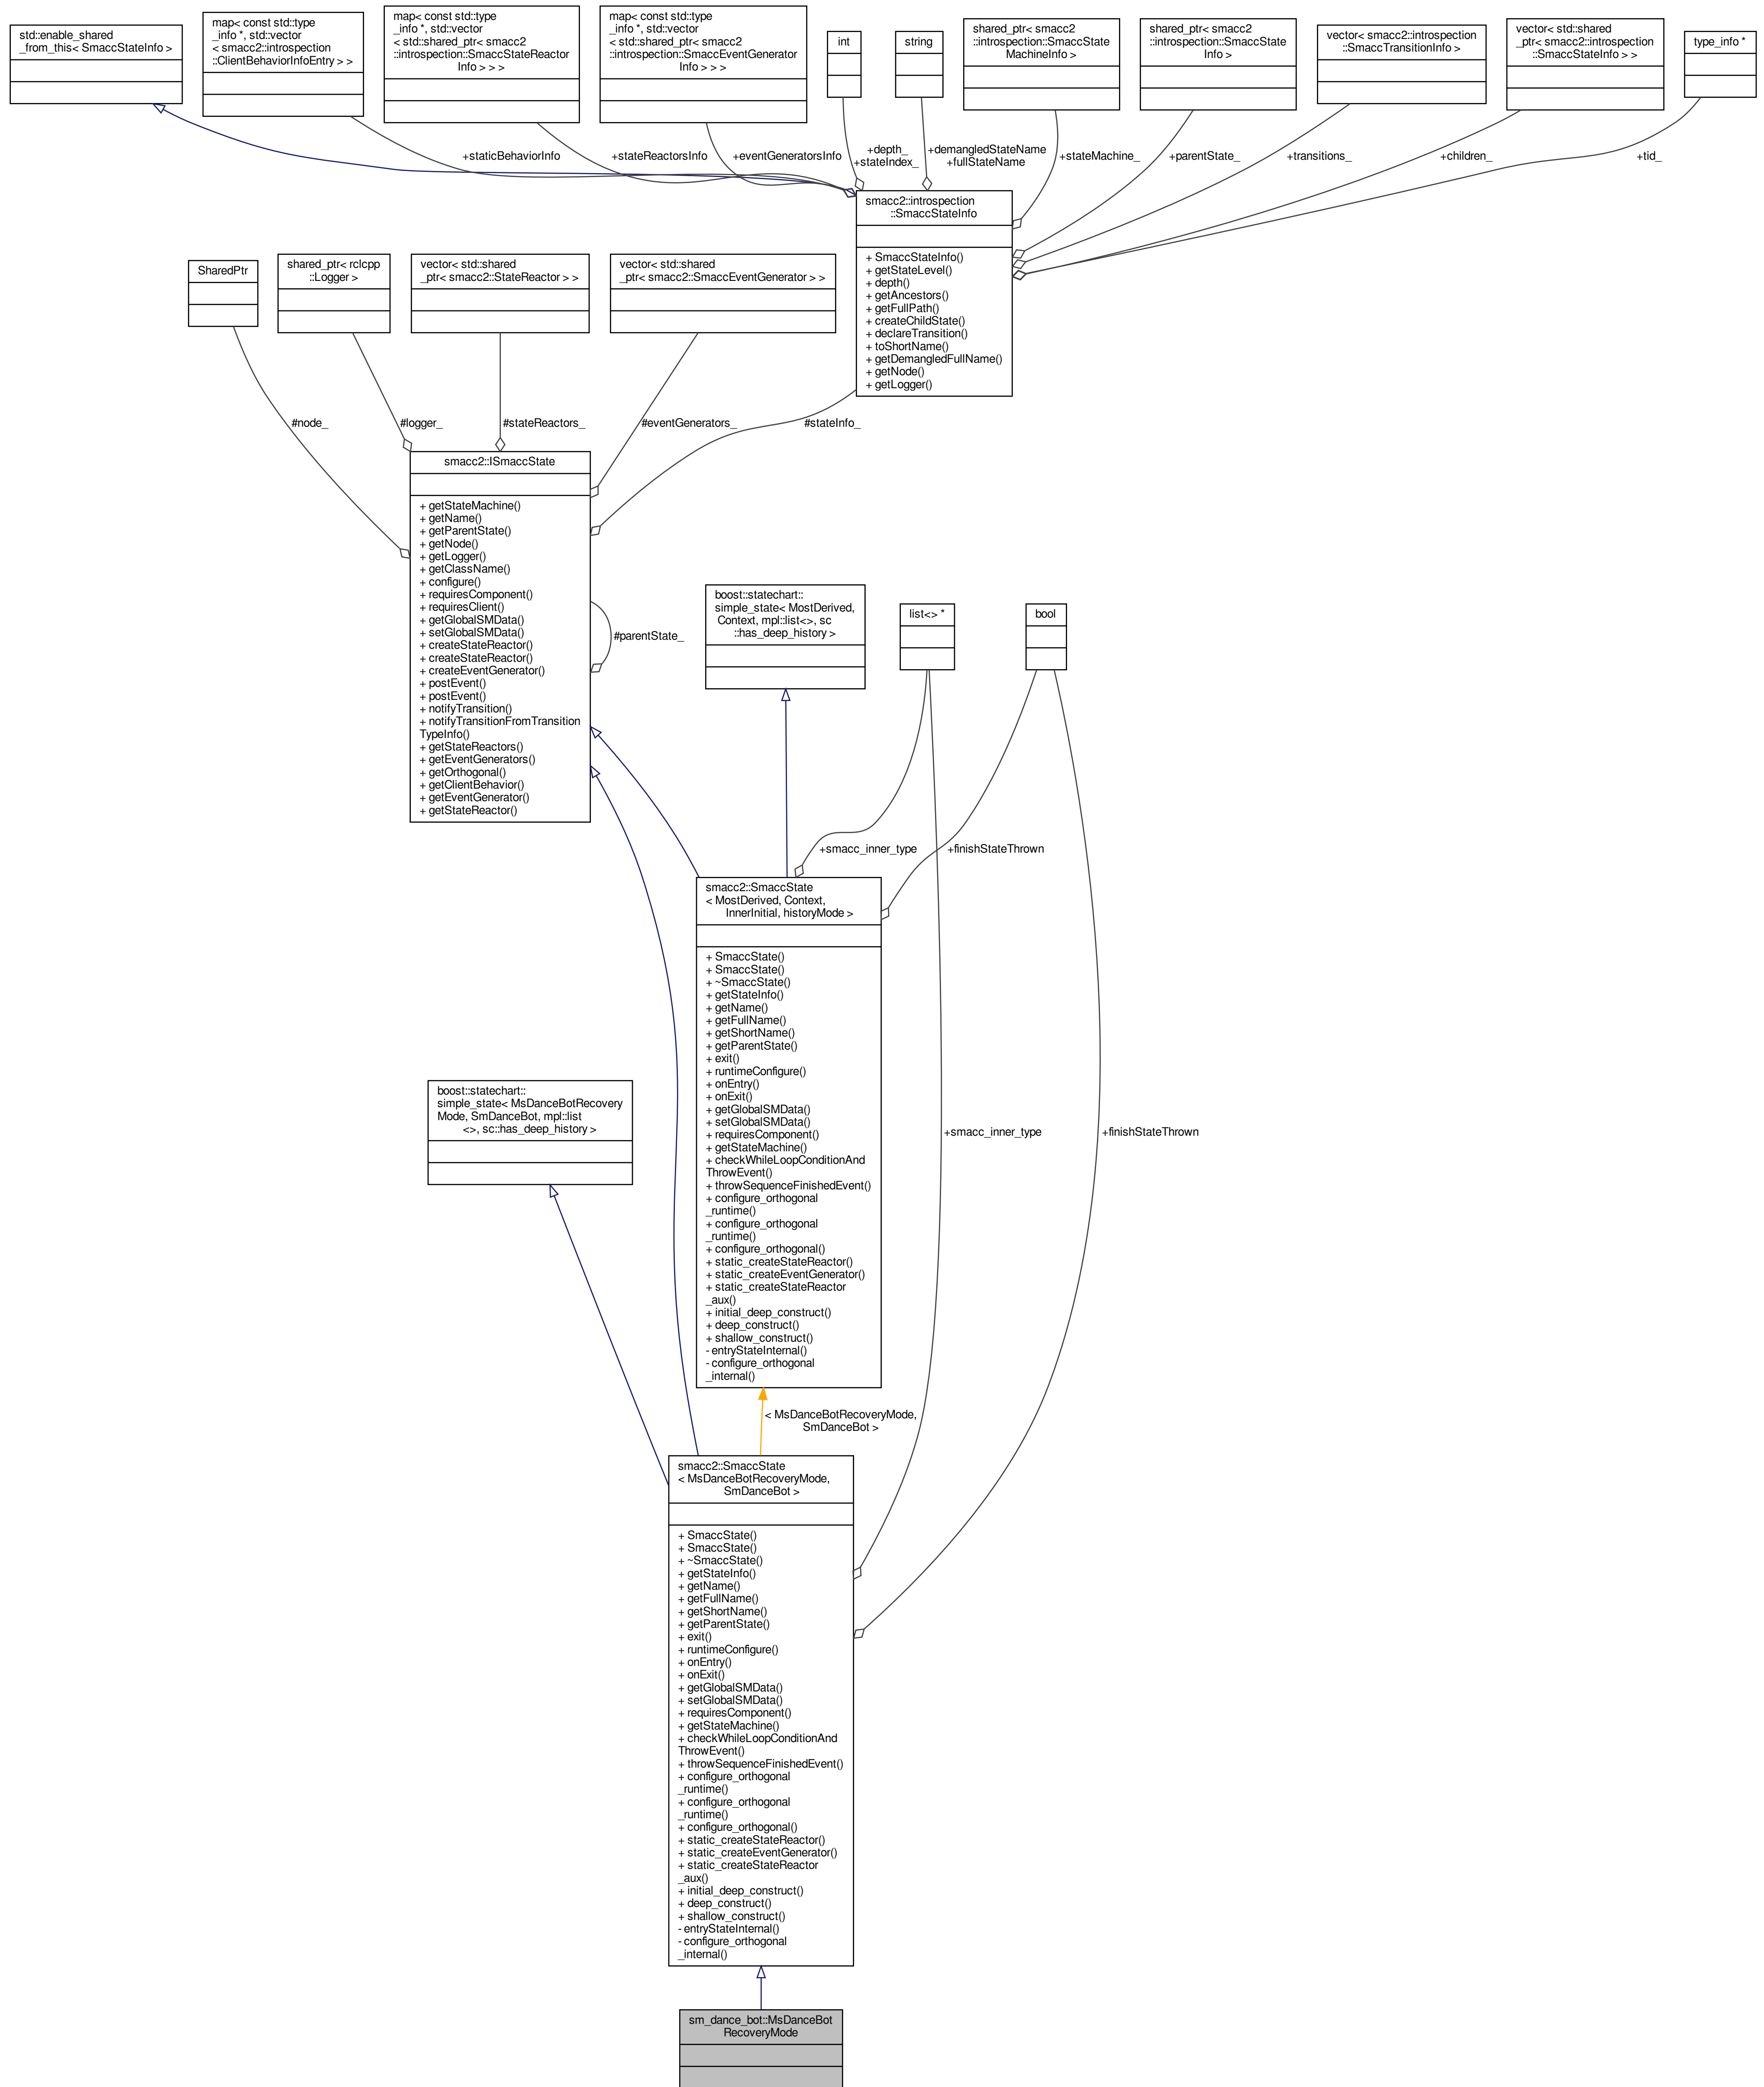 std::enable_shared
_from_this< SmaccStateInfo >
map< const std::type
_info *, std::vector
< smacc2::introspection
::ClientBehaviorInfoEntry > >
map< const std::type
_info *, std::vector
< std::shared_ptr< smacc2
::introspection::SmaccStateReactor
Info > > >
map< const std::type
_info *, std::vector
< std::shared_ptr< smacc2
::introspection::SmaccEventGenerator
Info > > >
int
string
shared_ptr< smacc2
::introspection::SmaccState
MachineInfo >
shared_ptr< smacc2
::introspection::SmaccState
Info >
vector< smacc2::introspection
::SmaccTransitionInfo >
vector< std::shared
_ptr< smacc2::introspection
::SmaccStateInfo > >
type_info *
+staticBehaviorInfo
+stateReactorsInfo
+eventGeneratorsInfo
+depth_
+stateIndex_
+demangledStateName
+fullStateName
+stateMachine_
+parentState_
+transitions_
+children_
+tid_
smacc2::introspection
::SmaccStateInfo
+ SmaccStateInfo()
+ getStateLevel()
+ depth()
+ getAncestors()
+ getFullPath()
+ createChildState()
+ declareTransition()
+ toShortName()
+ getDemangledFullName()
+ getNode()
+ getLogger()
SharedPtr
shared_ptr< rclcpp
::Logger >
vector< std::shared
_ptr< smacc2::StateReactor > >
vector< std::shared
_ptr< smacc2::SmaccEventGenerator > >
#node_
#logger_
#stateReactors_
#eventGenerators_
#stateInfo_
smacc2::ISmaccState
+ getStateMachine()
+ getName()
+ getParentState()
+ getNode()
+ getLogger()
+ getClassName()
+ configure()
+ requiresComponent()
+ requiresClient()
+ getGlobalSMData()
+ setGlobalSMData()
+ createStateReactor()
+ createStateReactor()
+ createEventGenerator()
+ postEvent()
+ postEvent()
+ notifyTransition()
+ notifyTransitionFromTransition
TypeInfo()
+ getStateReactors()
+ getEventGenerators()
+ getOrthogonal()
+ getClientBehavior()
+ getEventGenerator()
+ getStateReactor()
#parentState_
boost::statechart::
simple_state< MostDerived,
Context, mpl::list<>, sc
::has_deep_history >
list<> *
bool
+smacc_inner_type
+finishStateThrown
smacc2::SmaccState
< MostDerived, Context,
InnerInitial, historyMode >
+ SmaccState()
+ SmaccState()
+ ~SmaccState()
+ getStateInfo()
+ getName()
+ getFullName()
+ getShortName()
+ getParentState()
+ exit()
+ runtimeConfigure()
+ onEntry()
+ onExit()
+ getGlobalSMData()
+ setGlobalSMData()
+ requiresComponent()
+ getStateMachine()
+ checkWhileLoopConditionAnd
ThrowEvent()
+ throwSequenceFinishedEvent()
+ configure_orthogonal
_runtime()
+ configure_orthogonal
_runtime()
+ configure_orthogonal()
+ static_createStateReactor()
+ static_createEventGenerator()
+ static_createStateReactor
_aux()
+ initial_deep_construct()
+ deep_construct()
+ shallow_construct()
- entryStateInternal()
- configure_orthogonal
_internal()
boost::statechart::
simple_state< MsDanceBotRecovery
Mode, SmDanceBot, mpl::list
<>, sc::has_deep_history >
+smacc_inner_type
+finishStateThrown
< MsDanceBotRecoveryMode,
SmDanceBot >
smacc2::SmaccState
< MsDanceBotRecoveryMode,
SmDanceBot >
+ SmaccState()
+ SmaccState()
+ ~SmaccState()
+ getStateInfo()
+ getName()
+ getFullName()
+ getShortName()
+ getParentState()
+ exit()
+ runtimeConfigure()
+ onEntry()
+ onExit()
+ getGlobalSMData()
+ setGlobalSMData()
+ requiresComponent()
+ getStateMachine()
+ checkWhileLoopConditionAnd
ThrowEvent()
+ throwSequenceFinishedEvent()
+ configure_orthogonal
_runtime()
+ configure_orthogonal
_runtime()
+ configure_orthogonal()
+ static_createStateReactor()
+ static_createEventGenerator()
+ static_createStateReactor
_aux()
+ initial_deep_construct()
+ deep_construct()
+ shallow_construct()
- entryStateInternal()
- configure_orthogonal
_internal()
sm_dance_bot::MsDanceBot
RecoveryMode